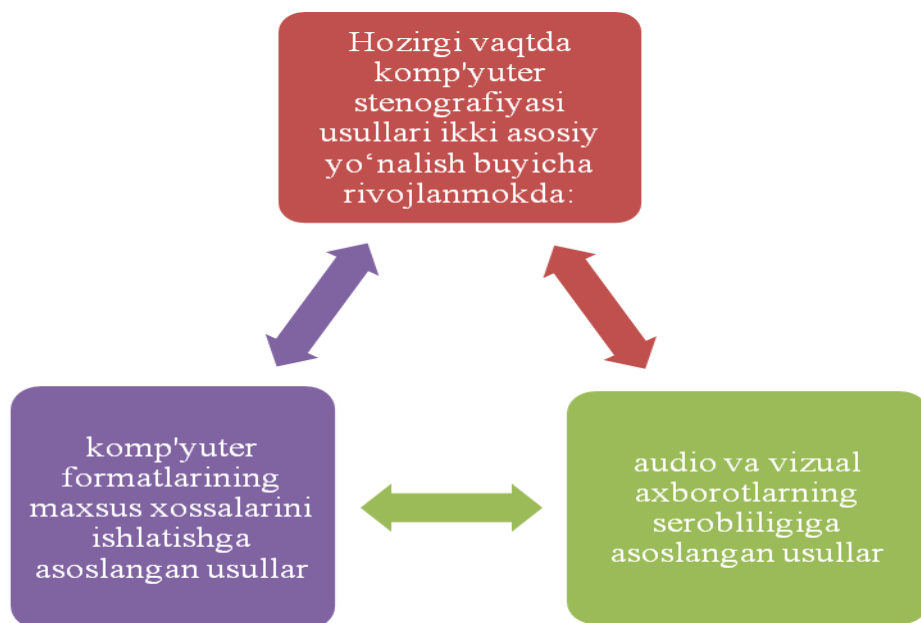 Hozirgi vaqtda
komp'yuter
stenografiyasi
usullari ikki asosiy
yo‘nalish buyicha
rivojlanmokda:
komp'yuter
formatlarining
maxsus xossalarini
ishlatishga
asoslangan usullar
audio va vizual
axborotlarning
serobliligiga
asoslangan usullar